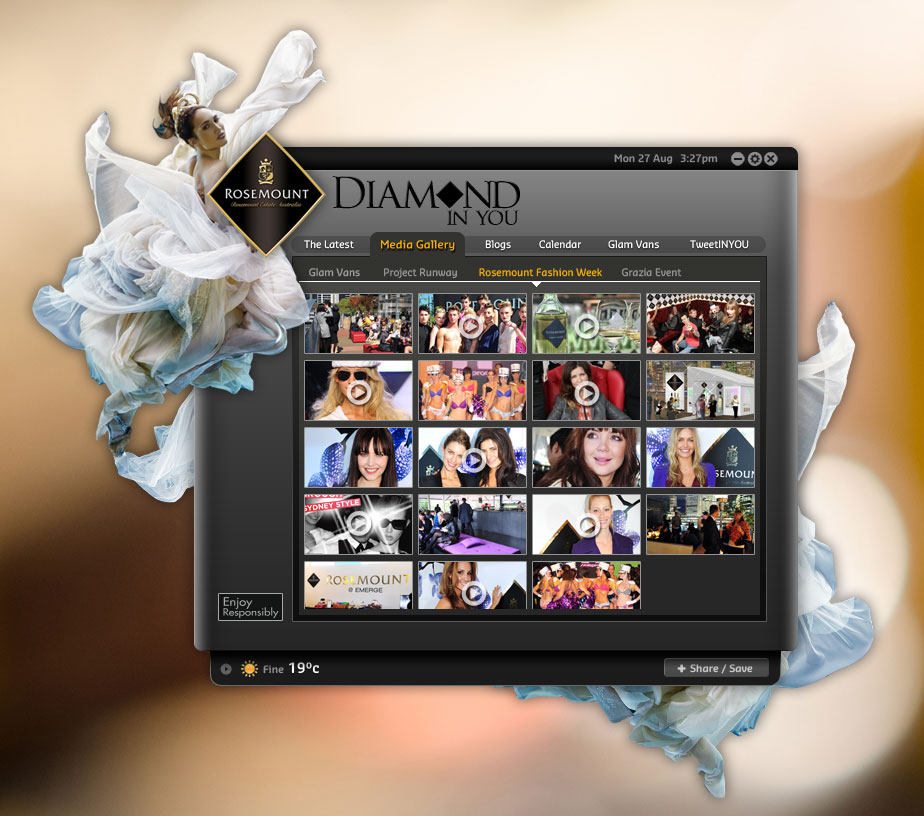 Mon 27 Aug 3:27pm
ROSEMOUNT
Rosemount Estate Australia
DIAMOND
IN YOU
The Latest Media Gallery Blogs Calendar Glam Vans TweetINYOU
Glam Vans Project Runway Rosemount Fashion Week Grazia Event
SYDNEY STYLE
ROSEMOUNT
@ EMERGE
Enjoy
Responsibly
Fine 19ºc
+ Share / Save